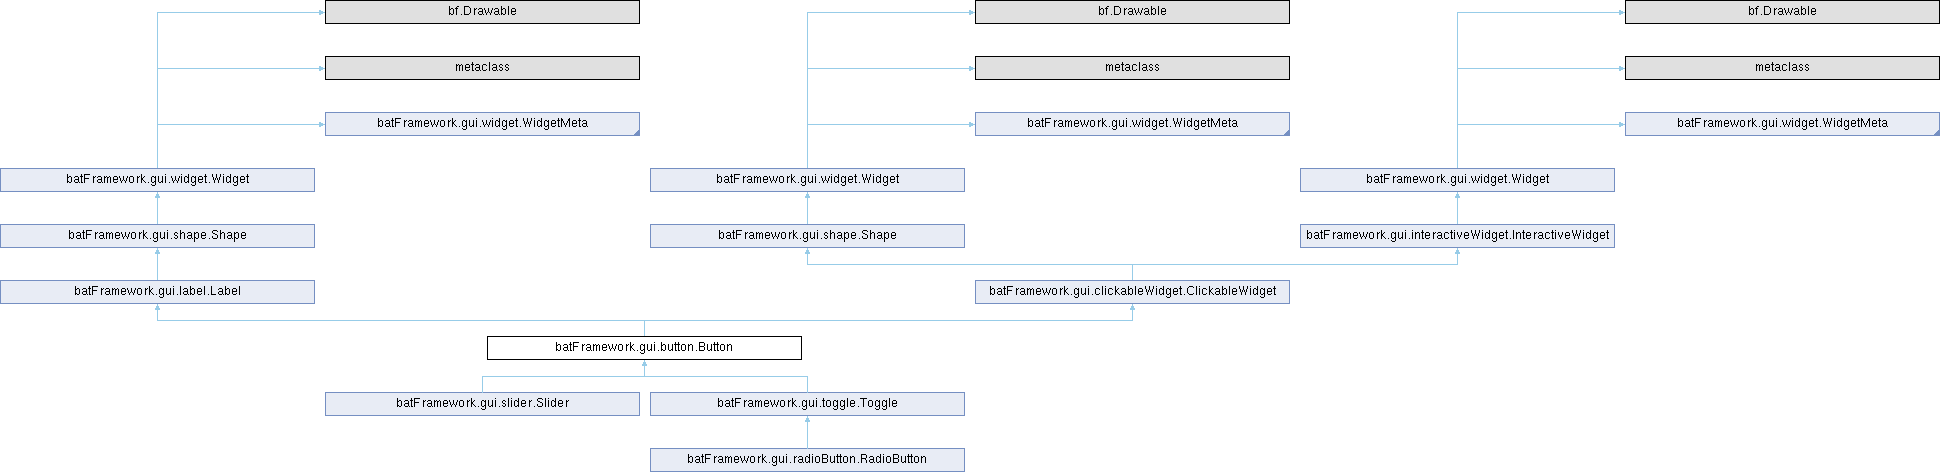 bf.Drawable
bf.Drawable
bf.Drawable
metaclass
metaclass
metaclass
batFramework.gui.widget.WidgetMeta
batFramework.gui.widget.WidgetMeta
batFramework.gui.widget.WidgetMeta
batFramework.gui.widget.Widget
batFramework.gui.widget.Widget
batFramework.gui.widget.Widget
batFramework.gui.shape.Shape
batFramework.gui.shape.Shape
batFramework.gui.interactiveWidget.InteractiveWidget
batFramework.gui.label.Label
batFramework.gui.clickableWidget.ClickableWidget
batFramework.gui.button.Button
batFramework.gui.slider.Slider
batFramework.gui.toggle.Toggle
batFramework.gui.radioButton.RadioButton